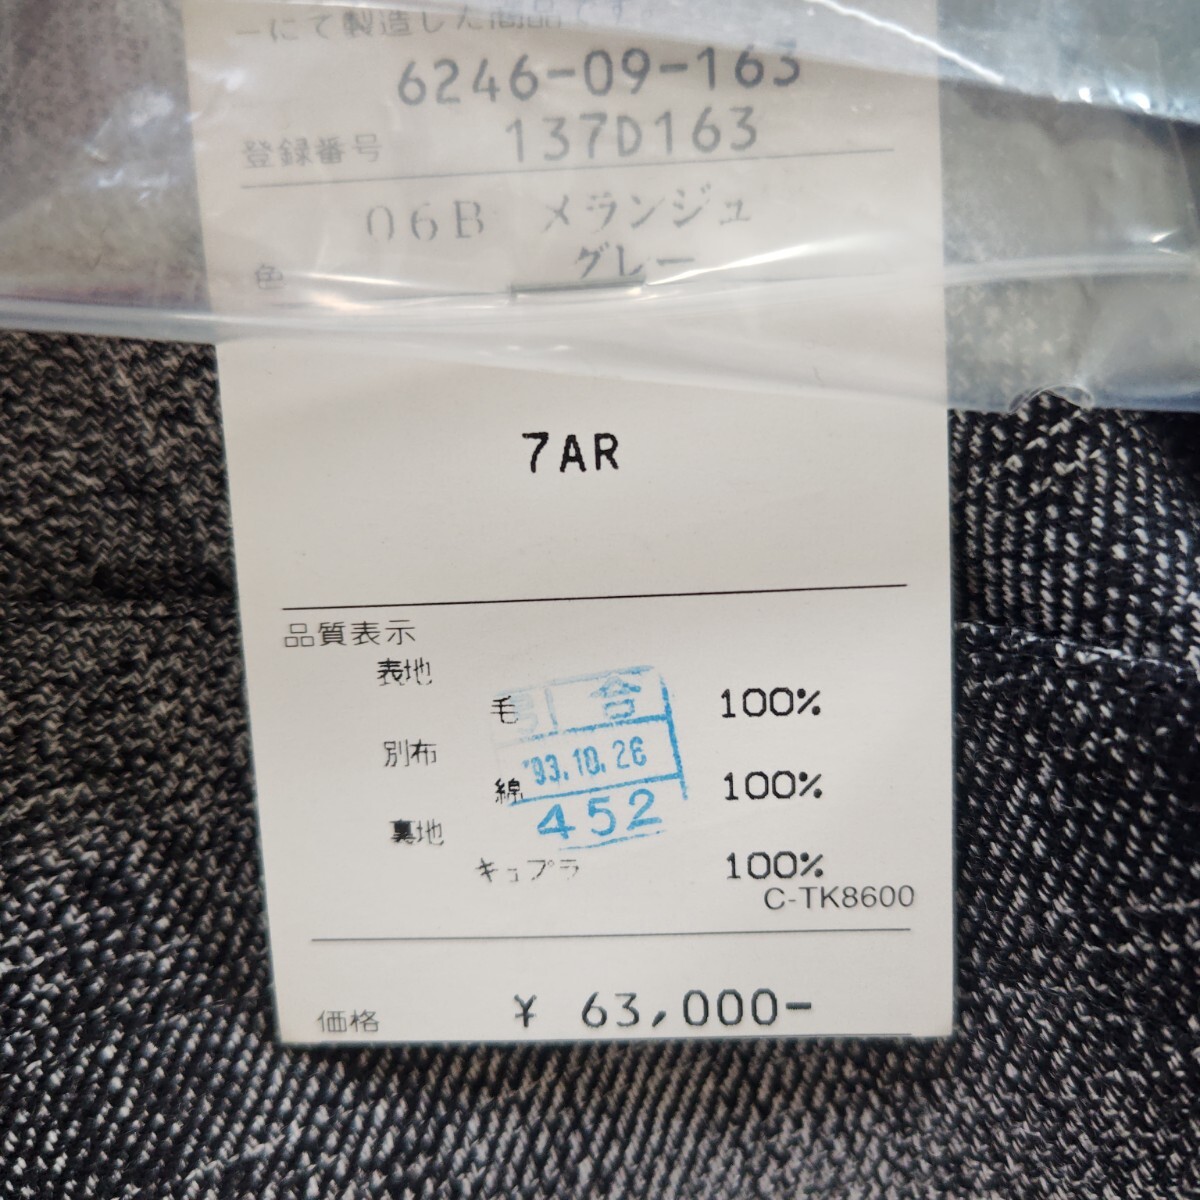 ーにて製造した商品です。
6246-09-163
登録番号 137D163
06B メランジュ
グレー
色
7AR
品質表示
表地
毛 100%
別布
綿 100%
裏地
キュプラ 100%
C-TK8600
引合
'93.10.26
452
価格 ¥ 63,000-